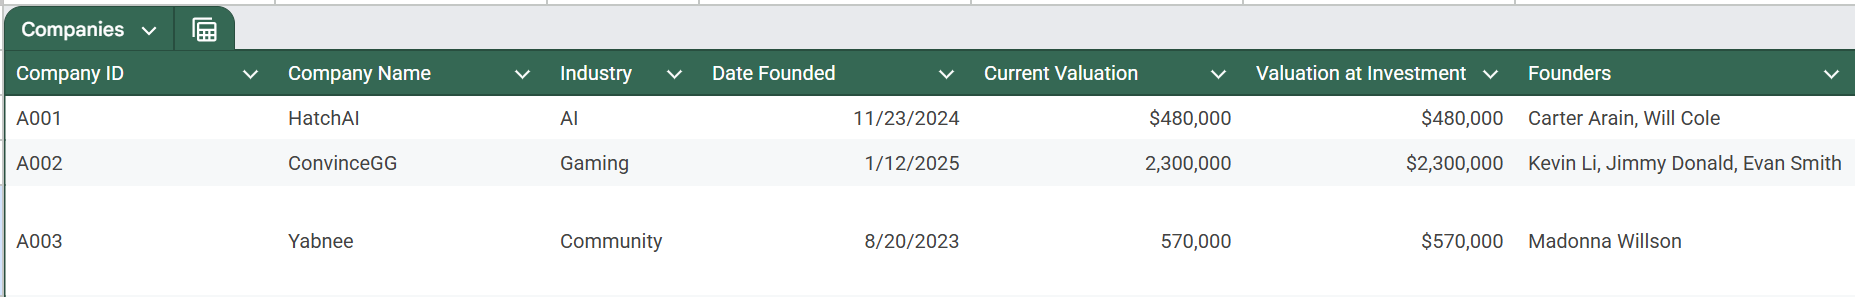 Companies
Company ID Company Name Industry Date Founded Current Valuation Valuation at Investment Founders
A001 HatchAI AI 11/23/2024 $480,000 $480,000 Carter Arain, Will Cole
A002 ConvinceGG Gaming 1/12/2025 2,300,000 $2,300,000 Kevin Li, Jimmy Donald, Evan Smith
A003 Yabnee Community 8/20/2023 570,000 $570,000 Madonna Willson